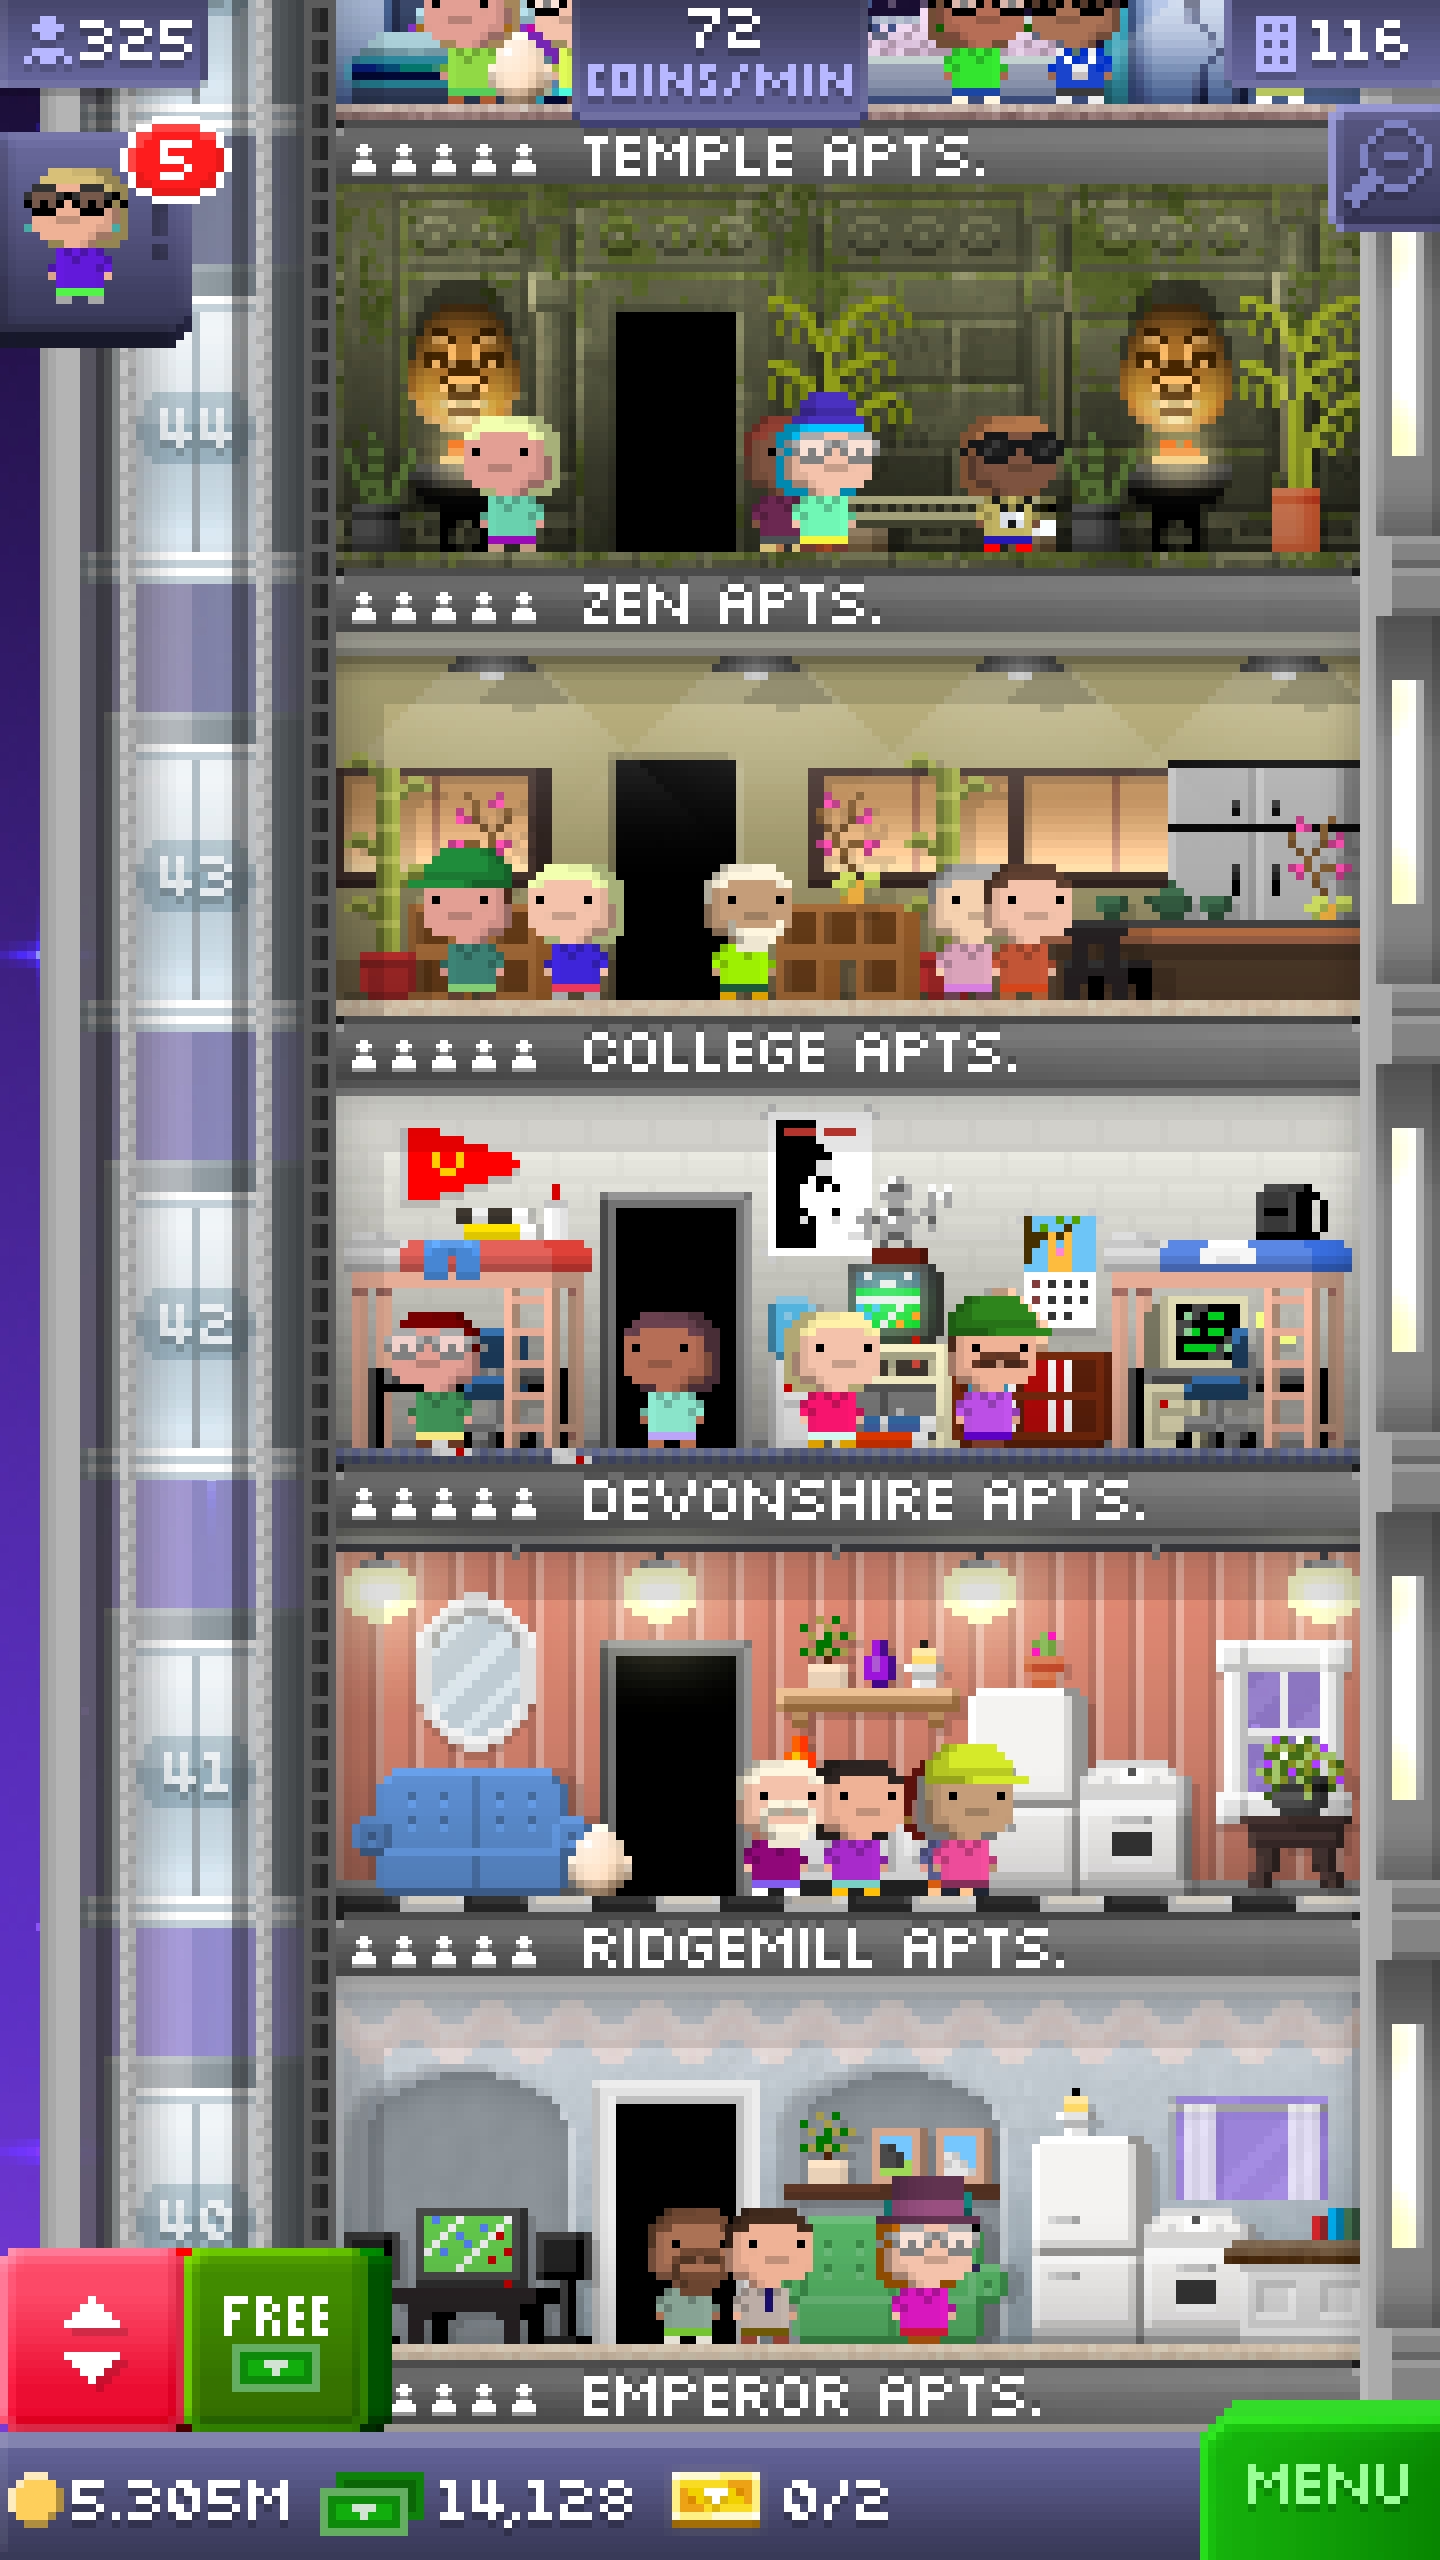 325
72
COINS/MIN
116
5
TEMPLE APTS.
44
ZEN APTS.
43
COLLEGE APTS.
42
DEVONSHIRE APTS.
41
RIDGEMILL APTS.
40
FREE
EMPEROR APTS.
5.305M
14,128
0/2
MENU